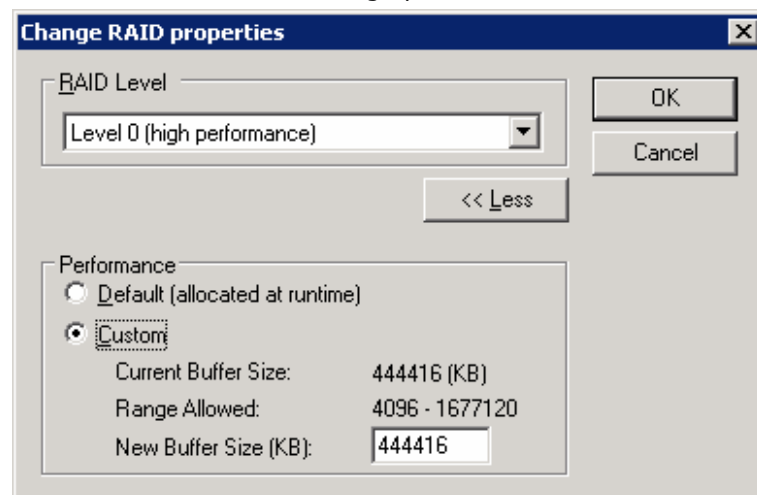 Change RAID properties
RAID Level
Level 0 (high performance)
OK
Cancel
<< Less
Performance
Default (allocated at runtime)
Custom
Current Buffer Size: 444416 (KB)
Range Allowed: 4096 - 1677120
New Buffer Size (KB): 444416